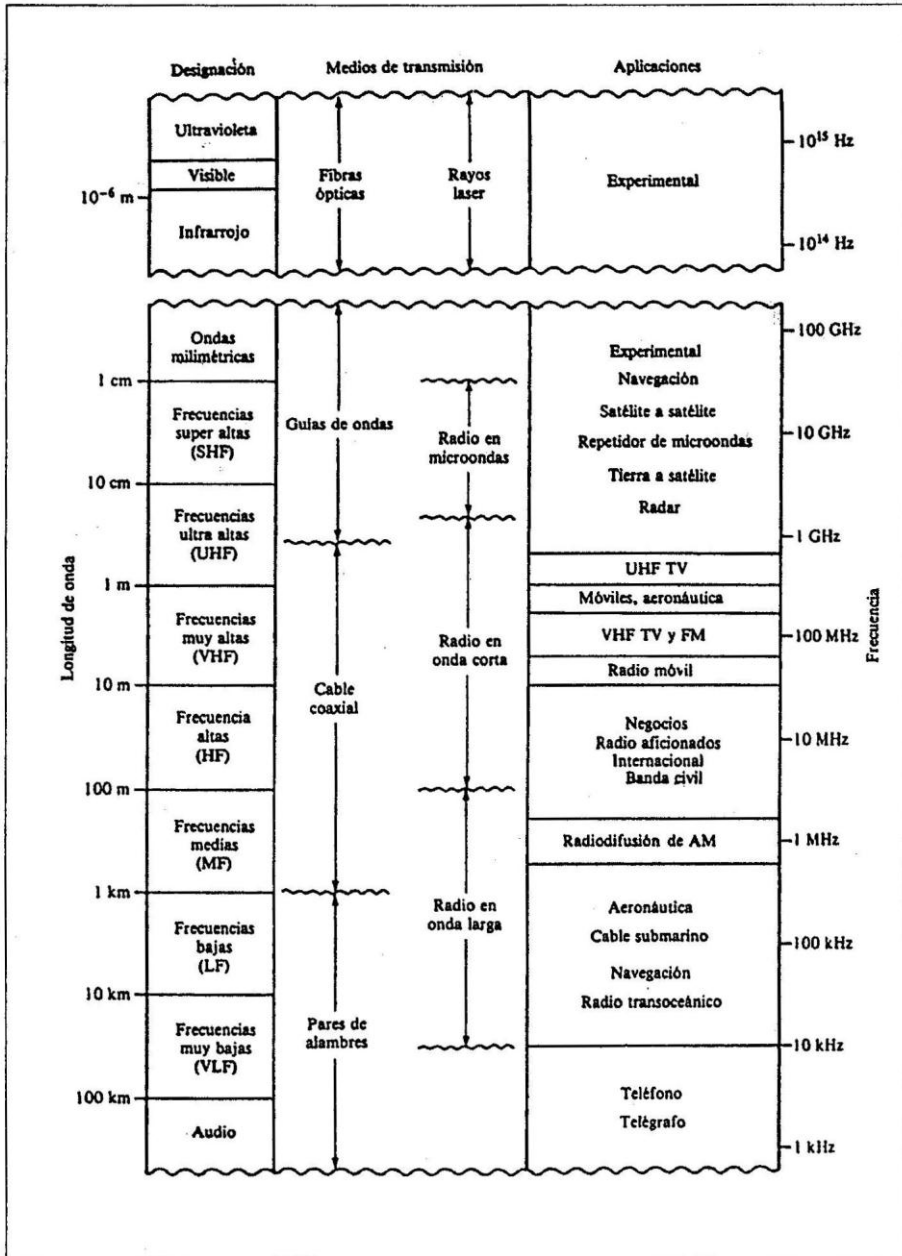 Designación
Medios de transmisión
Aplicaciones
Ultravioleta
Visible
Infrarrojo
10⁻⁶ m
Fibras
ópticas
Rayos
laser
Experimental
10¹⁵ Hz
10¹⁴ Hz
Longitud de onda
1 cm
10 cm
1 m
10 m
100 m
1 km
10 km
100 km
Ondas
milimétricas
Frecuencias
super altas
(SHF)
Frecuencias
ultra altas
(UHF)
Frecuencias
muy altas
(VHF)
Frecuencia
altas
(HF)
Frecuencias
medias
(MF)
Frecuencias
bajas
(LF)
Frecuencias
muy bajas
(VLF)
Audio
Guías de ondas
Cable
coaxial
Pares de
alambres
Radio en
microondas
Radio en
onda corta
Radio en
onda larga
Experimental
Navegación
Satélite a satélite
Repetidor de microondas
Tierra a satélite
Radar
UHF TV
Móviles, aeronáutica
VHF TV y FM
Radio móvil
Negocios
Radio aficionados
Internacional
Banda civil
Radiodifusión de AM
Aeronáutica
Cable submarino
Navegación
Radio transoceánico
Teléfono
Telégrafo
100 GHz
10 GHz
1 GHz
100 MHz
10 MHz
1 MHz
100 kHz
10 kHz
1 kHz
Frecuencia